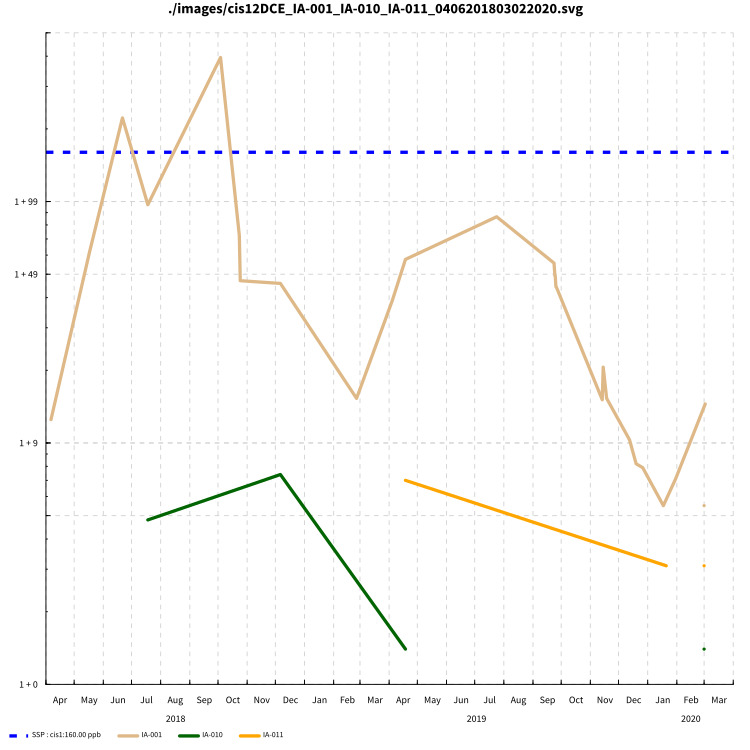 ./images/cis12DCE_IA-001_IA-010_IA-011_0406201803022020.svg
1+99
1+49
1+9
1+0
Apr May Jun Jul Aug Sep Oct Nov Dec Jan Feb Mar Apr Jun Jul Aug Sep Oct Nov Dec Jan Feb Mar
2018 2019 2020
SSP : cis1:160.00 ppb IA-001 IA-010 IA-011